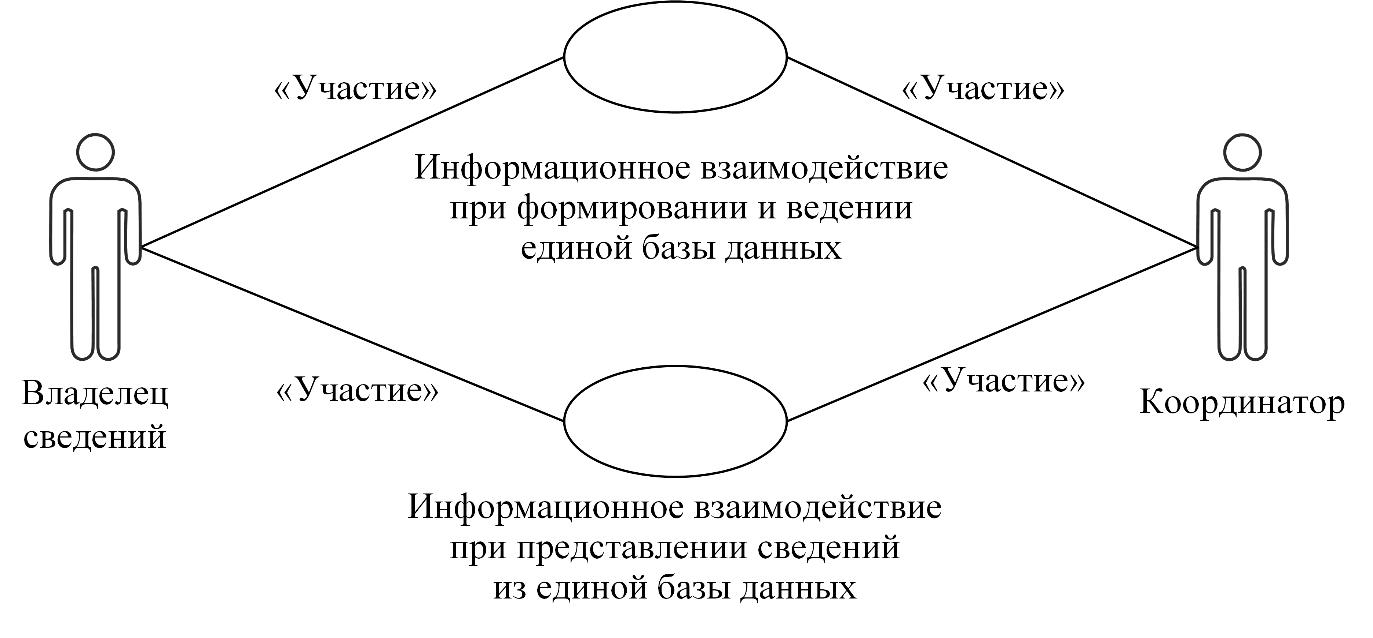 «Участие»
«Участие»
Информационное взаимодействие
при формировании и ведении
единой базы данных
Владелец
сведений
«Участие»
«Участие»
Координатор
Информационное взаимодействие
при представлении сведений
из единой базы данных